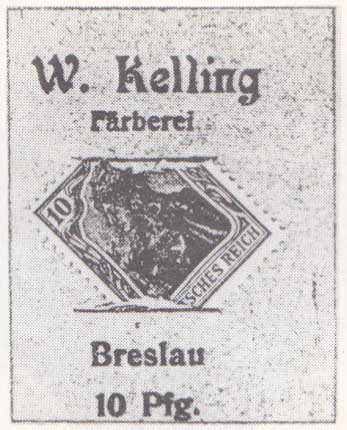 W. Kelling
Färberei
10
SCHES REICH
Breslau
10 Pfg.